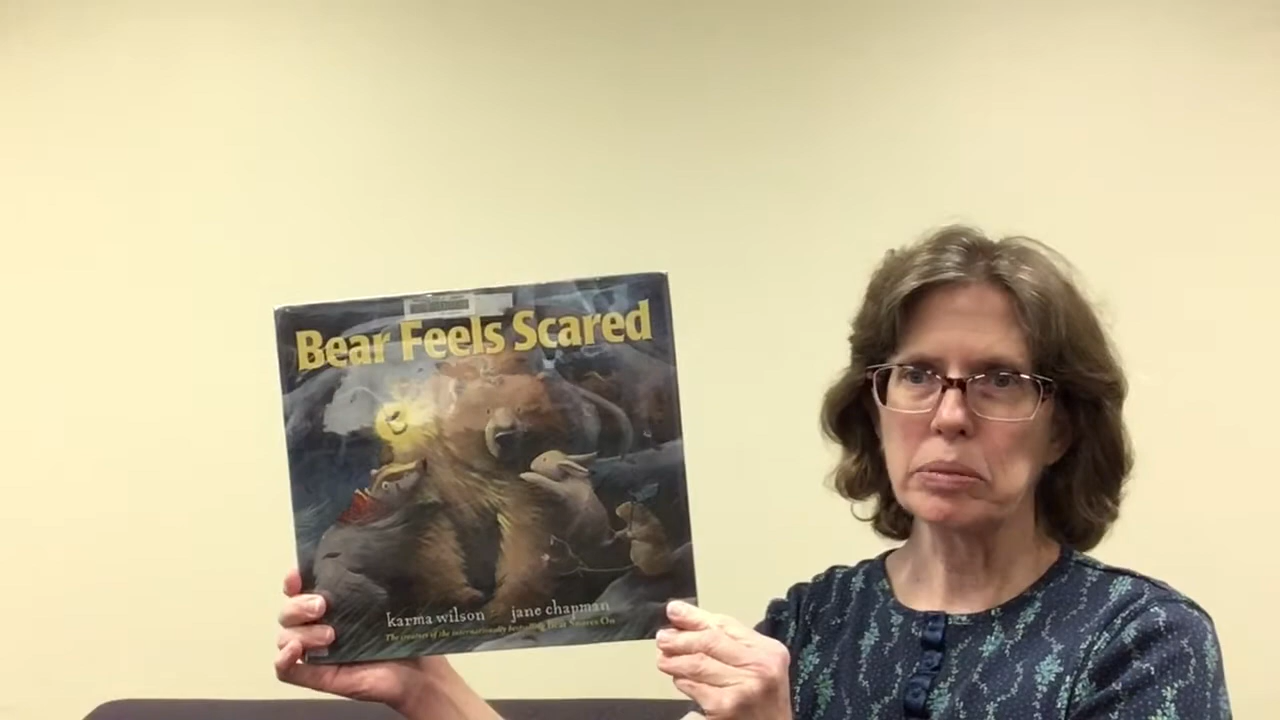 Bear Feels Scared
karma wilson jane chapman
The creators of the internationally bestselling Bear Snores On